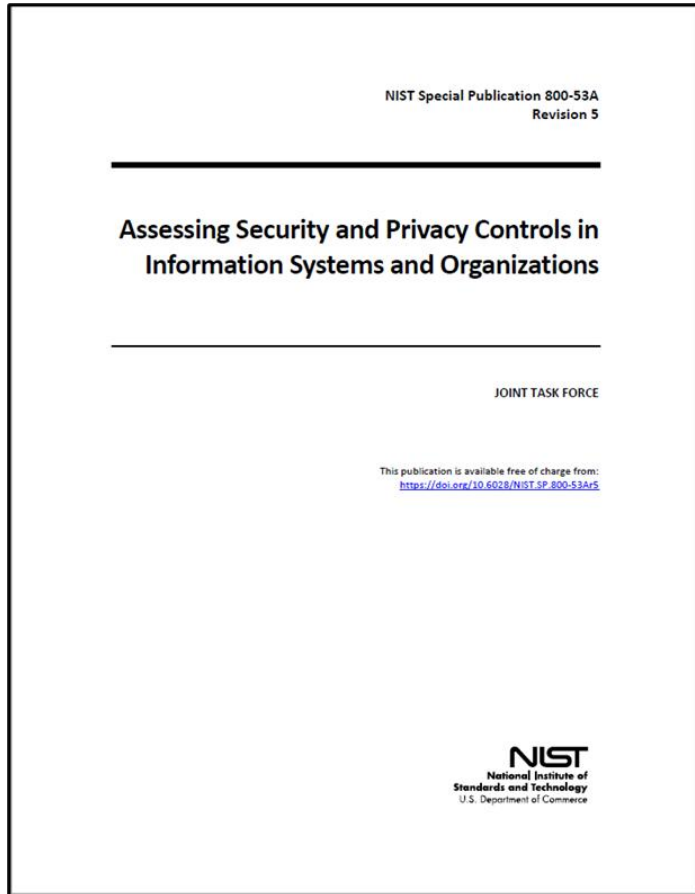 NIST Special Publication 800-53A
Revision 5
Assessing Security and Privacy Controls in
Information Systems and Organizations
JOINT TASK FORCE
This publication is available free of charge from:
https://doi.org/10.6028/NIST.SP.800-53Ar5
NIST
National Institute of
Standards and Technology
U.S. Department of Commerce